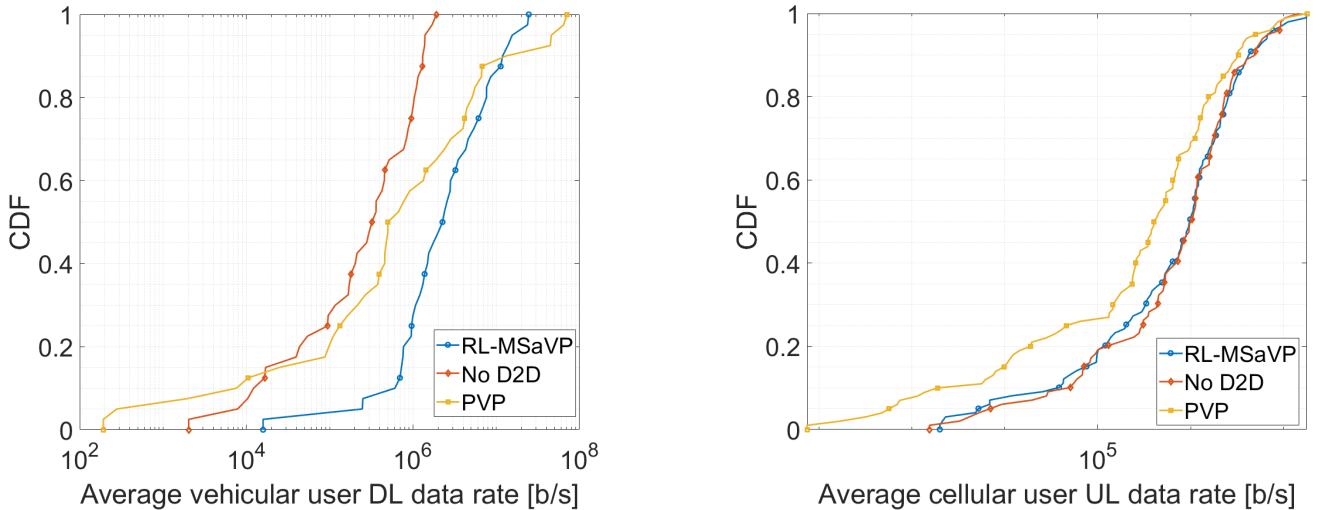 1
0.8
0.6
0.4
0.2
0
CDF
RL-MSaVP
No D2D
PVP
10^2
10^4
10^6
10^8
Average vehicular user DL data rate [b/s]
1
0.8
0.6
0.4
0.2
0
CDF
RL-MSaVP
No D2D
PVP
10^5
Average cellular user UL data rate [b/s]